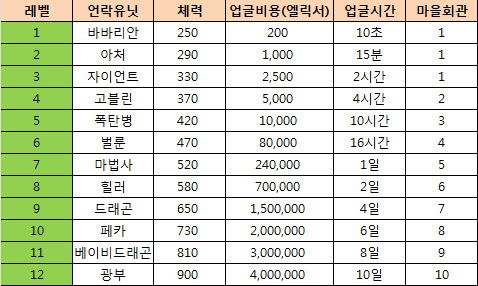 레벨 언락유닛 체력 업글비용(엘릭서) 업글시간 마을회관
1 바바리안 250 200 10초 1
2 아처 290 1,000 15분 1
3 자이언트 330 2,500 2시간 1
4 고블린 370 5,000 4시간 2
5 폭탄병 420 10,000 10시간 3
6 벌룬 470 80,000 16시간 4
7 마법사 520 240,000 1일 5
8 힐러 580 700,000 2일 6
9 드래곤 650 1,500,000 4일 7
10 페카 730 2,000,000 6일 8
11 베이비드래곤 810 3,000,000 8일 9
12 광부 900 4,000,000 10일 10